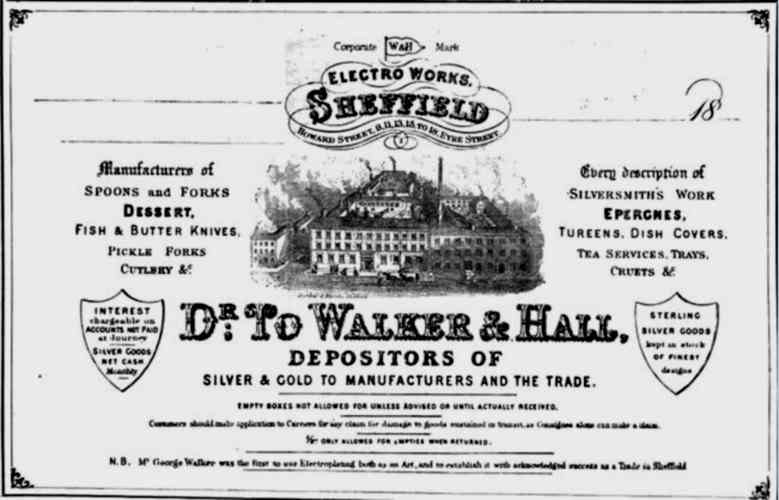 Corporate W&H Mark
ELECTRO WORKS,
SHEFFIELD
HOWARD STREET, 9, 11, 13, 15, TO 19, EYRE STREET
18
Manufacturers of
SPOONS and FORKS
DESSERT,
FISH & BUTTER KNIVES,
PICKLE FORKS
CUTLERY &c.
Every description of
SILVERSMITH'S WORK
EPERGNES,
TUREENS, DISH COVERS,
TEA SERVICES, TRAYS,
CRUETS &c.
INTEREST
chargeable on
ACCOUNTS NOT PAID
at Journey
SILVER GOODS
NET CASH
Monthly
DR. TO WALKER & HALL,
STERLING
SILVER GOODS
kept in stock
OF FINEST
designs
DEPOSITORS OF
SILVER & GOLD TO MANUFACTURERS AND THE TRADE.
EMPTY BOXES NOT ALLOWED FOR UNLESS ADVISED OR UNTIL ACTUALLY RECEIVED.
Customers should make application to Carriers for any claim for damage to goods sustained in transit, as Consignee alone can make a claim.
ONLY ALLOWED FOR EMPTIES WHEN RETURNED.
N.B. Mr George Walker was the first to use Electroplating both as an Art, and to establish it with acknowledged success as a Trade in Sheffield